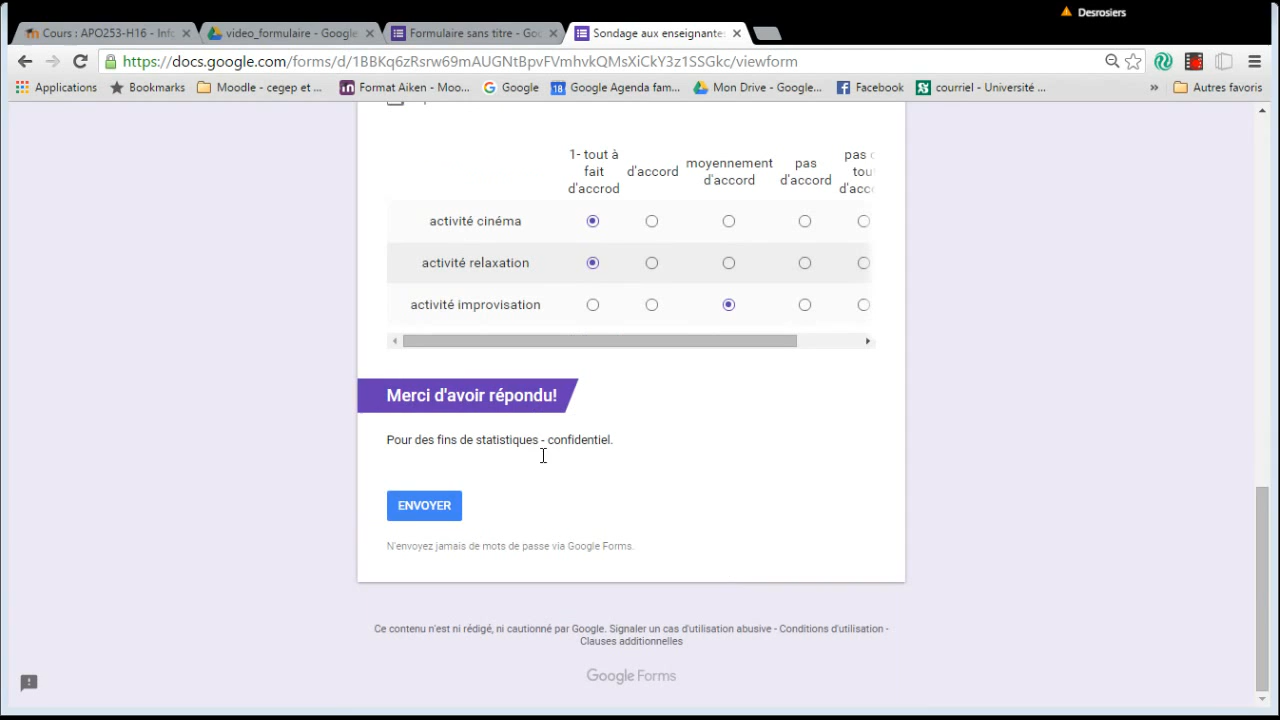 Desrosiers
Cours : APO253-H16 - Info
video_formulaire - Google
Formulaire sans titre - Goo
Sondage aux enseignante
https://docs.google.com/forms/d/1BBKq6zRsrw69mAUGNtBpvFVmhvkQMsXiCkY3z1SSGkc/viewform
Applications
Bookmarks
Moodle - cegep et ...
Format Aiken - Moo...
Google
Google Agenda fam...
Mon Drive - Google...
Facebook
courriel - Université ...
»
Autres favoris
1- tout à
fait
d'accrod
d'accord
moyennement
d'accord
pas
d'accord
pas
tou
d'acc
activité cinéma
activité relaxation
activité improvisation
Merci d'avoir répondu!
Pour des fins de statistiques - confidentiel.
ENVOYER
N'envoyez jamais de mots de passe via Google Forms.
Ce contenu n'est ni rédigé, ni cautionné par Google. Signaler un cas d'utilisation abusive - Conditions d'utilisation -
Clauses additionnelles
Google Forms